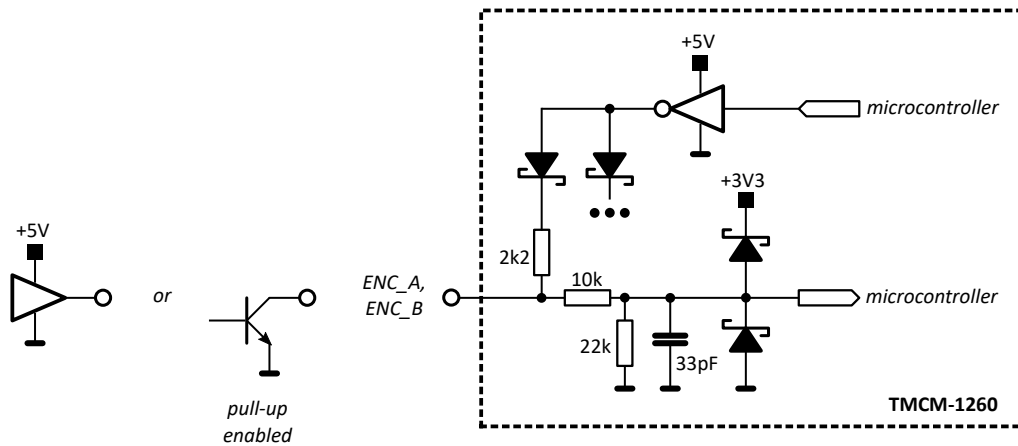 +5V
microcontroller
+3V3
+5V
2k2
10k
or
ENC_A,
ENC_B
microcontroller
22k
33pF
pull-up
enabled
TMCM-1260